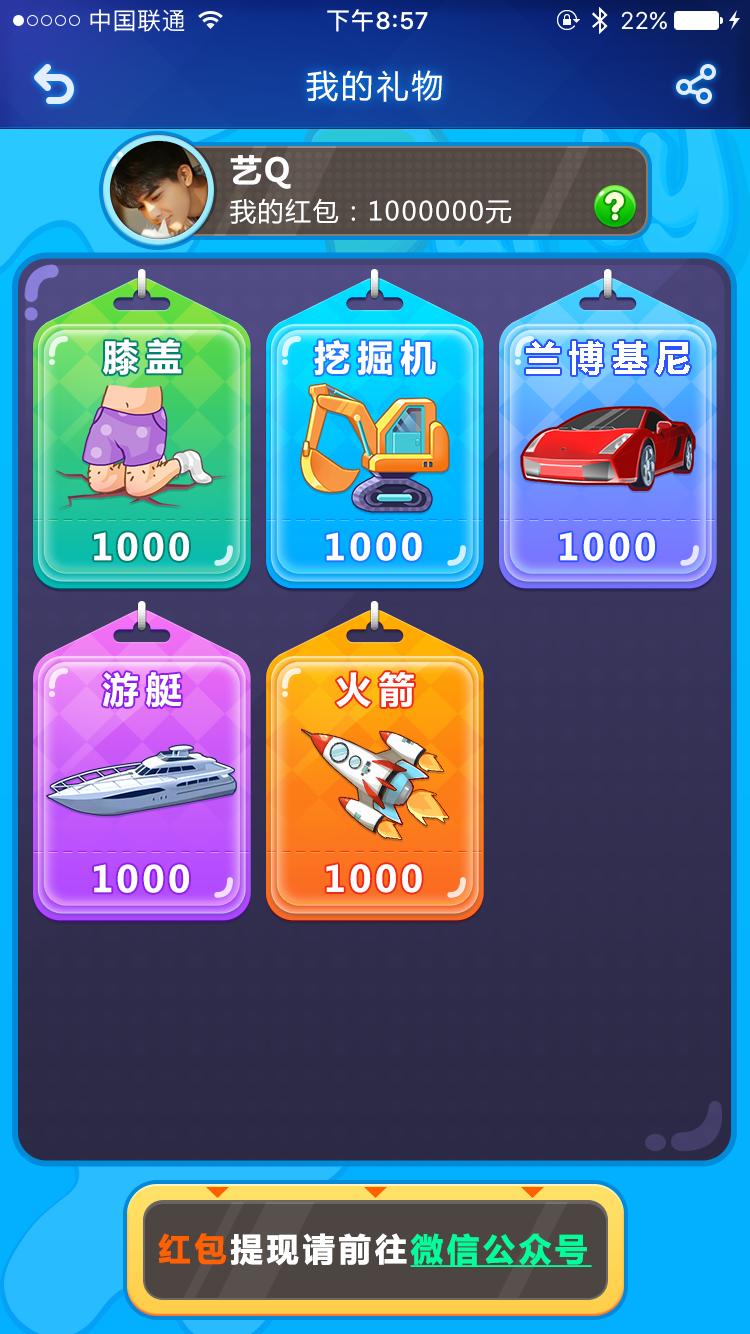 中国联通
下午8:57
22%
我的礼物
艺Q
我的红包：1000000元
?
膝盖
挖掘机
兰博基尼
1000
1000
1000
游艇
火箭
1000
1000
红包提现请前往微信公众号